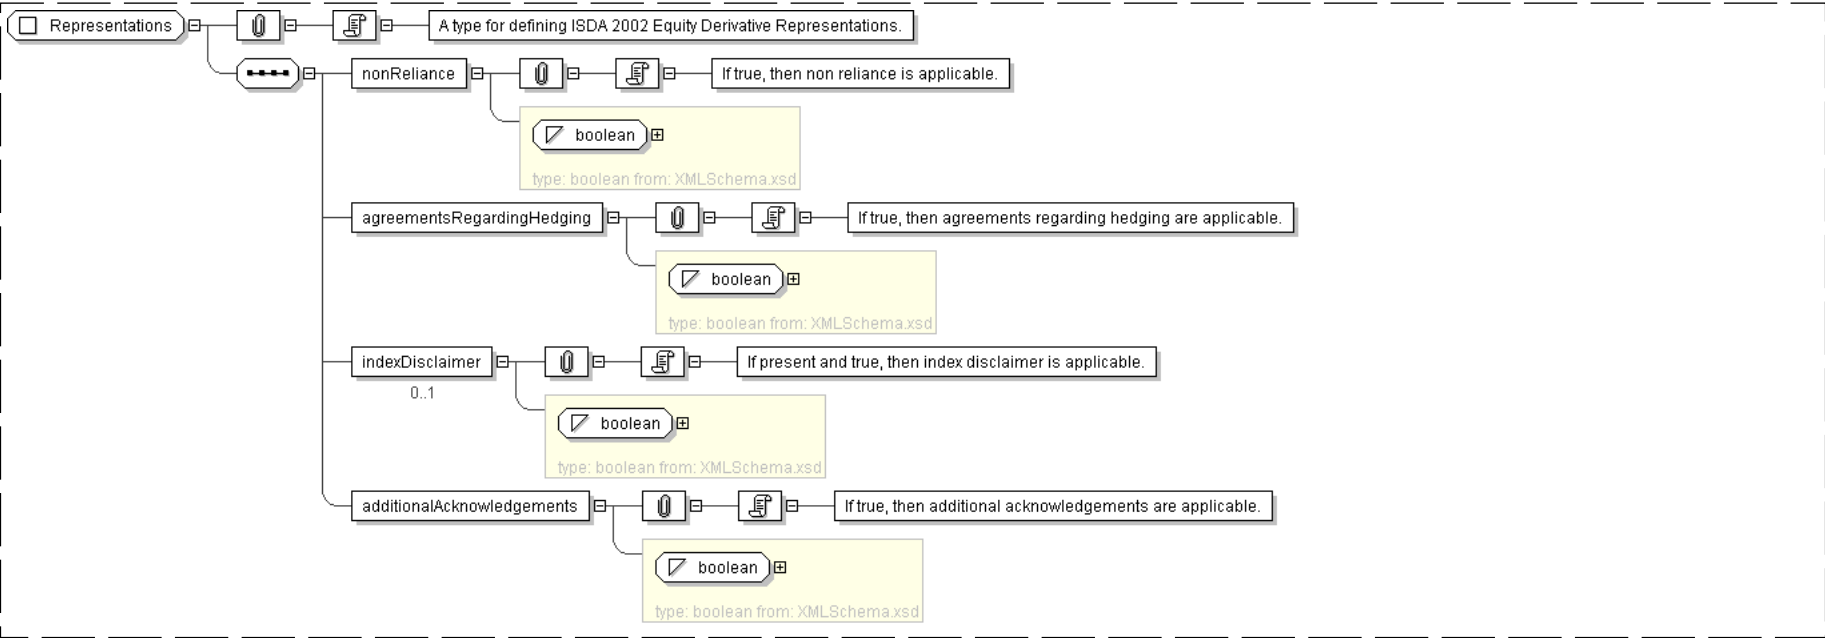 Representations A type for defining ISDA 2002 Equity Derivative Representations.
nonReliance If true, then non reliance is applicable.
boolean
type: boolean from: XMLSchema.xsd
agreementsRegardingHedging If true, then agreements regarding hedging are applicable.
boolean
type: boolean from: XMLSchema.xsd
indexDisclaimer If present and true, then index disclaimer is applicable.
0..1
boolean
type: boolean from: XMLSchema.xsd
additionalAcknowledgements If true, then additional acknowledgements are applicable.
boolean
type: boolean from: XMLSchema.xsd